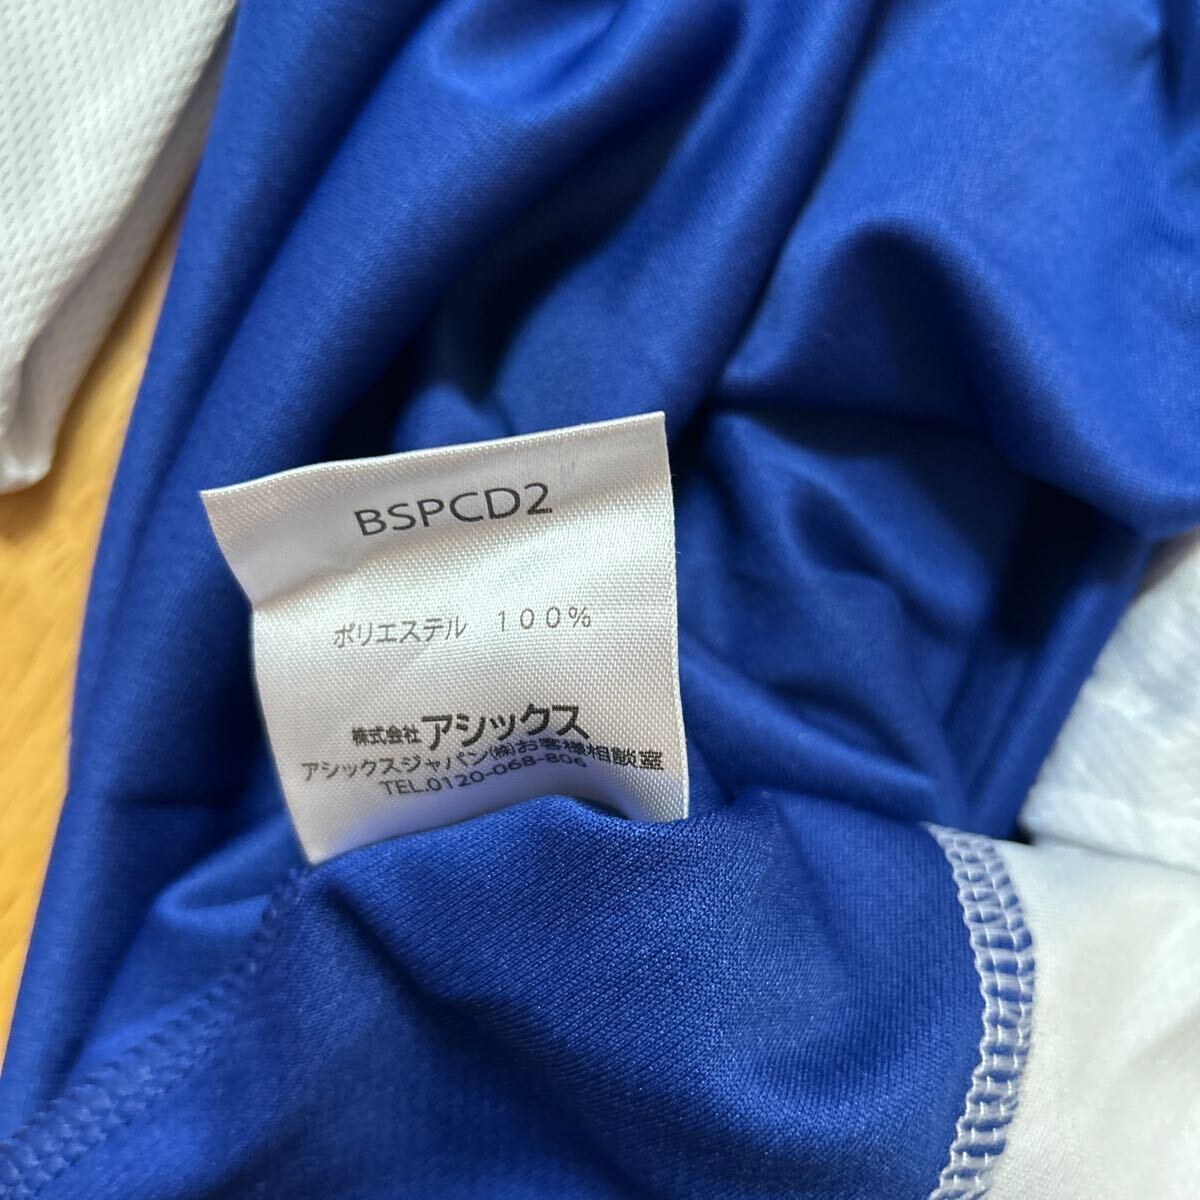 BSPCD2
ポリエステル 100%
株式会社アシックス
アシックスジャパン(株)お客様相談室
TEL.0120-068-806